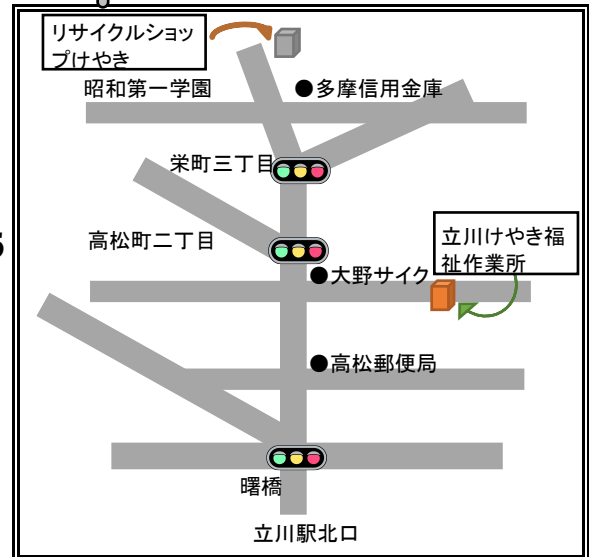 リサイクルショッ
プけやき
昭和第一学園
●多摩信用金庫
栄町三丁目
高松町二丁目
立川けやき福
祉作業所
●大野サイク
●高松郵便局
曙橋
立川駅北口